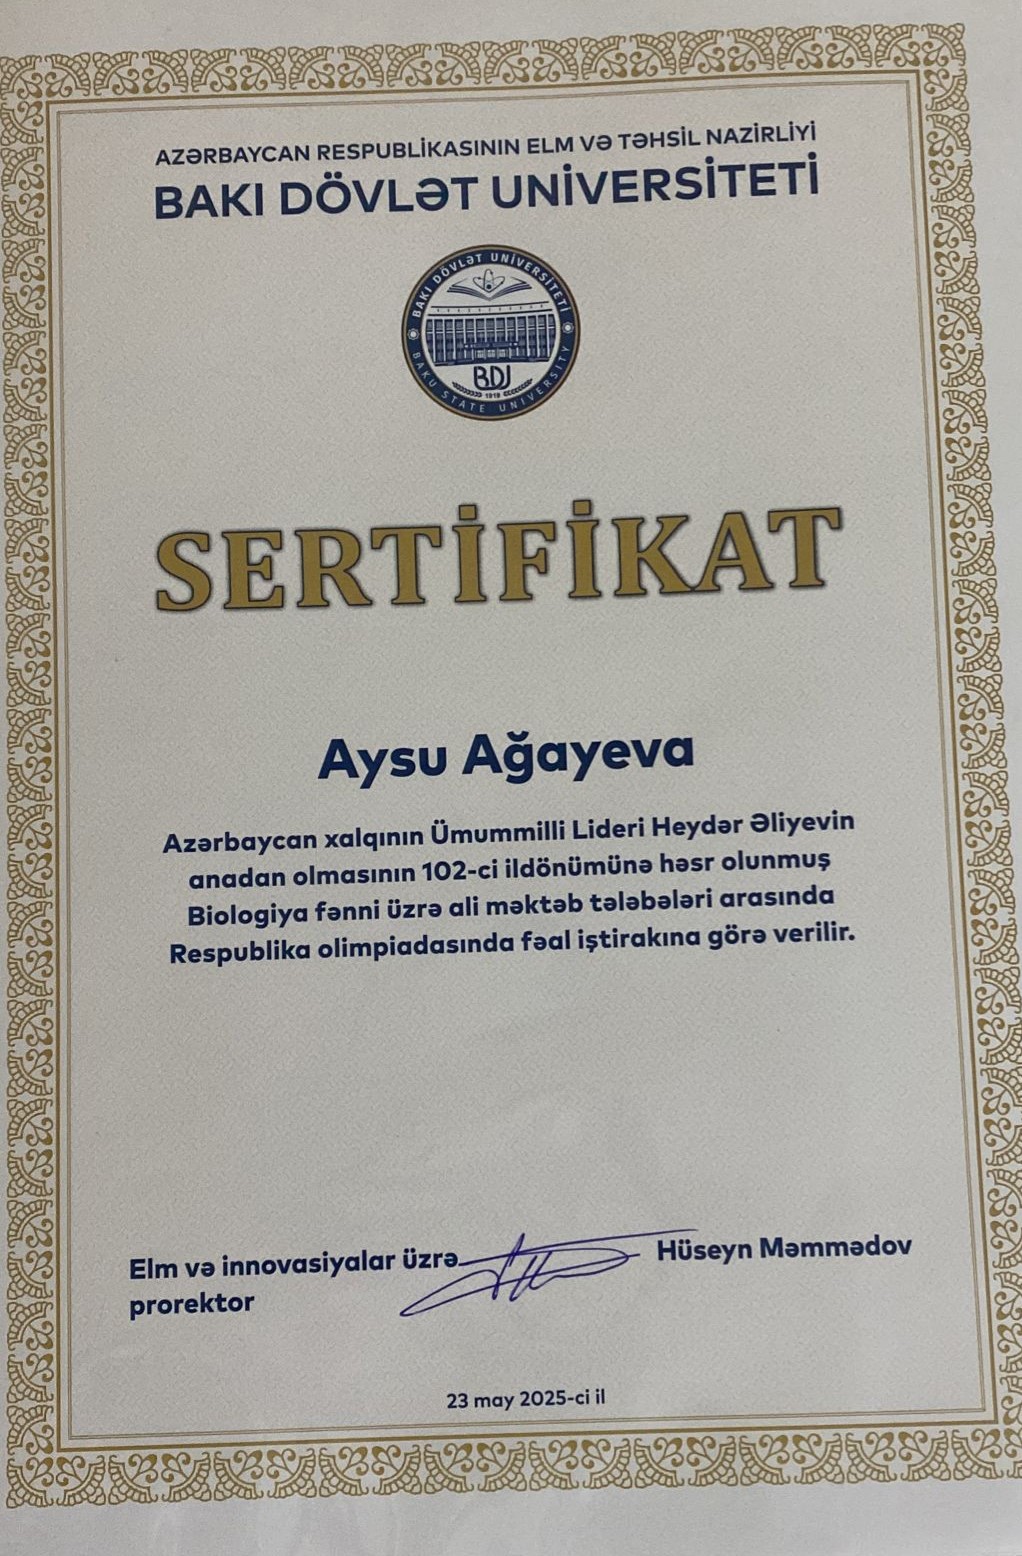 AZƏRBAYCAN RESPUBLİKASININ ELM VƏ TƏHSİL NAZİRLİYİ
BAKI DÖVLƏT UNİVERSİTETİ
BAKI DÖVLƏT UNİVERSİTETİ
BDU
1919
BAKU STATE UNIVERSITY
SERTİFİKAT
Aysu Ağayeva
Azərbaycan xalqının Ümummilli Lideri Heydər Əliyevin
anadan olmasının 102-ci ildönümünə həsr olunmuş
Biologiya fənni üzrə ali məktəb tələbələri arasında
Respublika olimpiadasında fəal iştirakına görə verilir.
Elm və innovasiyalar üzrə Hüseyn Məmmədov
prorektor
23 may 2025-ci il